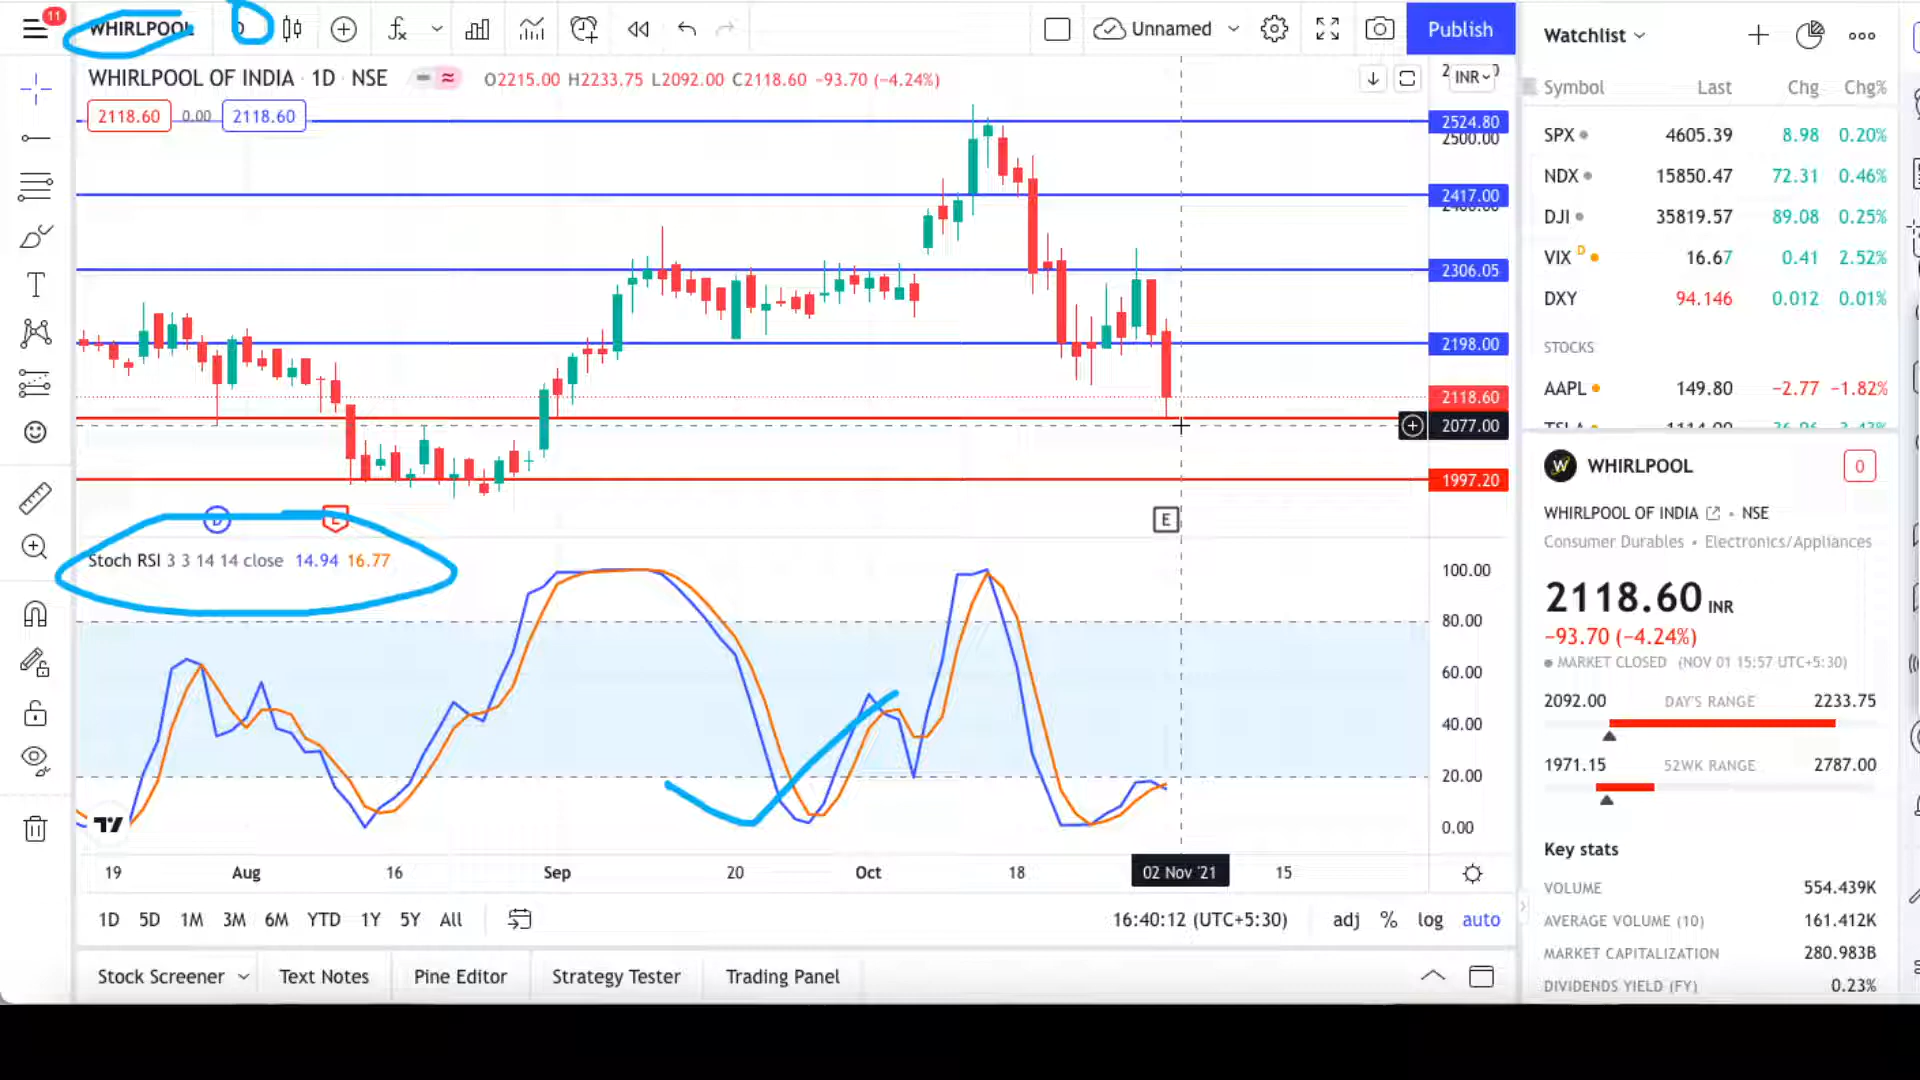 11
WHIRLPOOL D Unnamed Publish
WHIRLPOOL OF INDIA · 1D · NSE O2215.00 H2233.75 L2092.00 C2118.60 −93.70 (−4.24%)
2118.60 0.00 2118.60
INR
2524.80
2500.00
2417.00
2306.05
2198.00
2118.60
2077.00
1997.20
D E E
Stoch RSI 3 3 14 14 close 14.94 16.77
100.00
80.00
60.00
40.00
20.00
0.00
19 Aug 16 Sep 20 Oct 18 02 Nov '21 15
1D 5D 1M 3M 6M YTD 1Y 5Y All 16:40:12 (UTC+5:30) adj % log auto
Stock Screener Text Notes Pine Editor Strategy Tester Trading Panel
Watchlist
Symbol Last Chg Chg%
SPX 4605.39 8.98 0.20%
NDX 15850.47 72.31 0.46%
DJI 35819.57 89.08 0.25%
VIX D 16.67 0.41 2.52%
DXY 94.146 0.012 0.01%
STOCKS
AAPL 149.80 −2.77 −1.82%
W WHIRLPOOL 0
WHIRLPOOL OF INDIA • NSE
Consumer Durables • Electronics/Appliances
2118.60 INR
−93.70 (−4.24%)
MARKET CLOSED (NOV 01 15:57 UTC+5:30)
2092.00 DAY'S RANGE 2233.75
1971.15 52WK RANGE 2787.00
Key stats
VOLUME 554.439K
AVERAGE VOLUME (10) 161.412K
MARKET CAPITALIZATION 280.983B
DIVIDENDS YIELD (FY) 0.23%